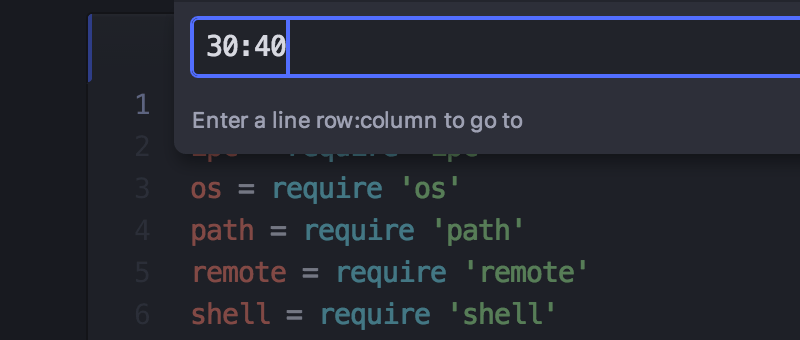 30:40
Enter a line row:column to go to
1
2
3 os = require 'os'
4 path = require 'path'
5 remote = require 'remote'
6 shell = require 'shell'